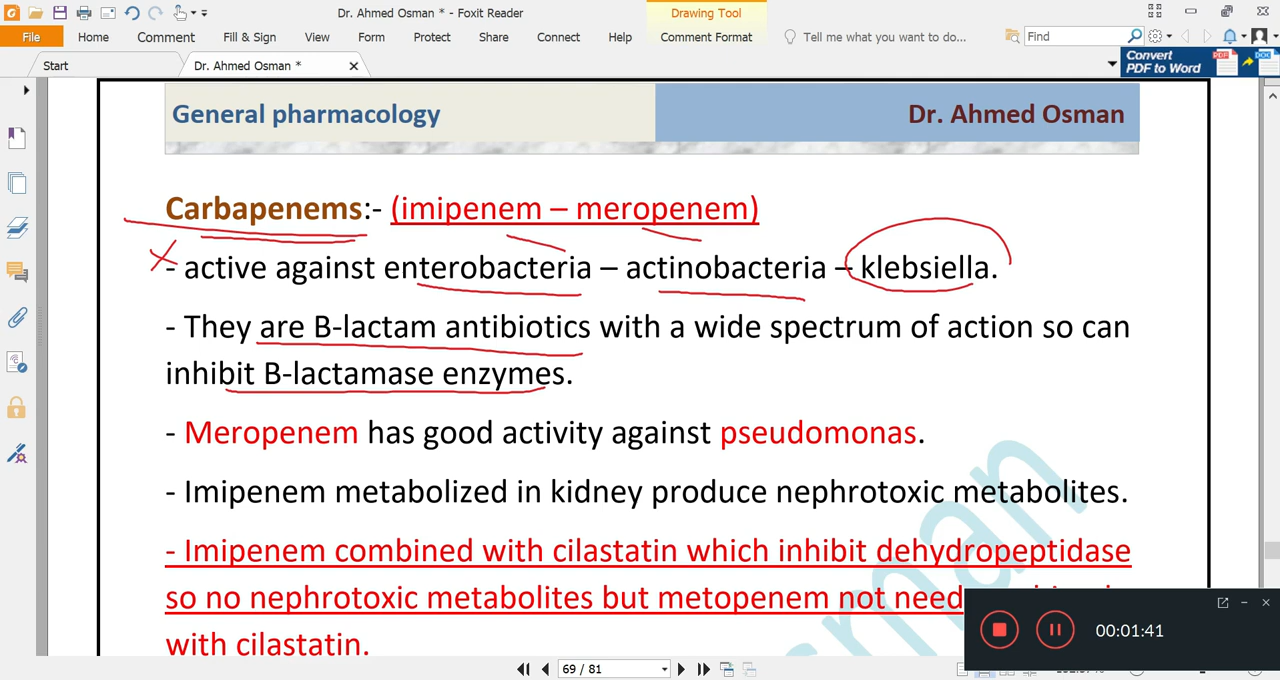 Dr. Ahmed Osman * - Foxit Reader
Drawing Tool
File Home Comment Fill & Sign View Form Protect Share Connect Help Comment Format Tell me what you want to do... Find
Start Dr. Ahmed Osman *
Convert
PDF to Word
General pharmacology Dr. Ahmed Osman
Carbapenems:- (imipenem – meropenem)
- active against enterobacteria – actinobacteria – klebsiella.
- They are B-lactam antibiotics with a wide spectrum of action so can
inhibit B-lactamase enzymes.
- Meropenem has good activity against pseudomonas.
- Imipenem metabolized in kidney produce nephrotoxic metabolites.
- Imipenem combined with cilastatin which inhibit dehydropeptidase
so no nephrotoxic metabolites but metopenem not need
with cilastatin.
00:01:41
69 / 81